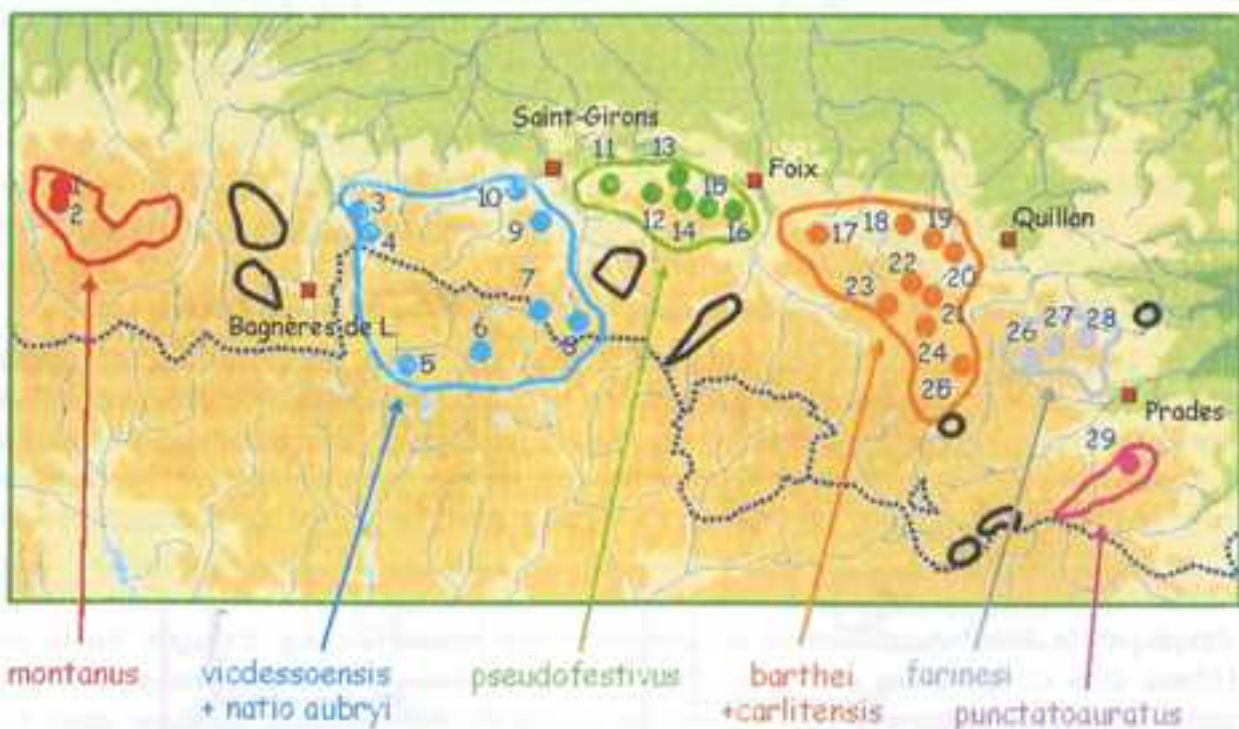 Saint-Girons
11
13
Foix
1
2
3
4
10
9
12
14
15
16
17
18
19
20
Quillan
7
8
6
5
Bagnères de L.
22
23
21
24
25
26
27
28
Prades
29
montanus
vicdessoensis
+ natio aubryi
pseudofestivus
barthei
+carlitensis
farinesi
punctatoauratus